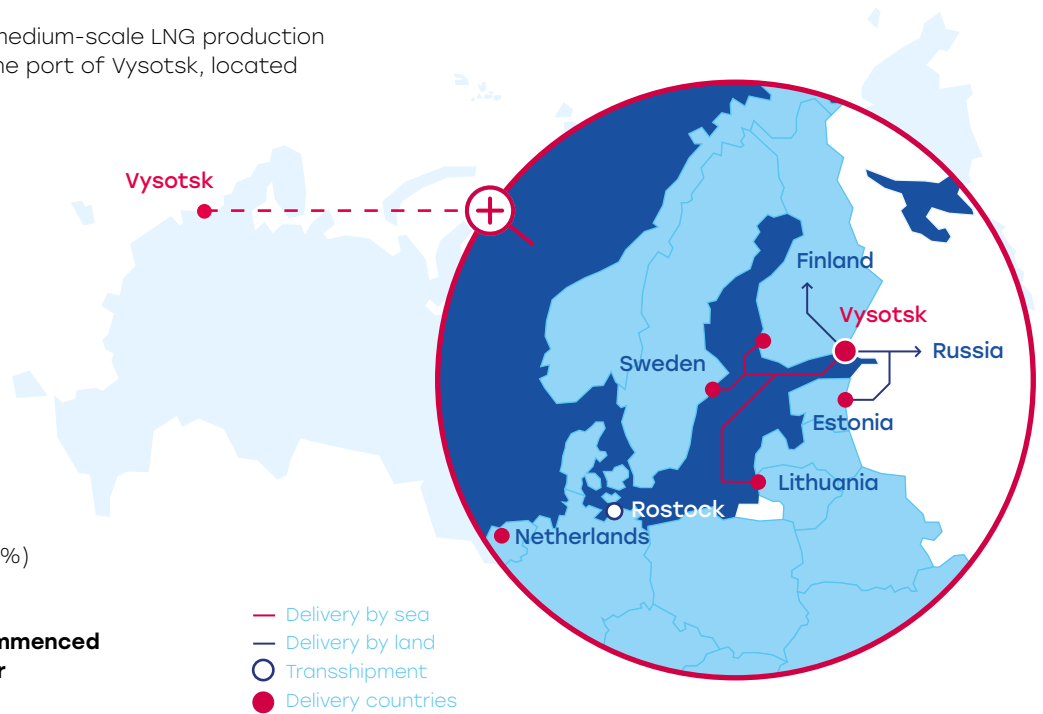 medium-scale LNG production
he port of Vysotsk, located
Vysotsk
Finland
Vysotsk
Russia
Sweden
Estonia
Lithuania
Rostock
Netherlands
%)
mmenced
r
Delivery by sea
Delivery by land
Transshipment
Delivery countries